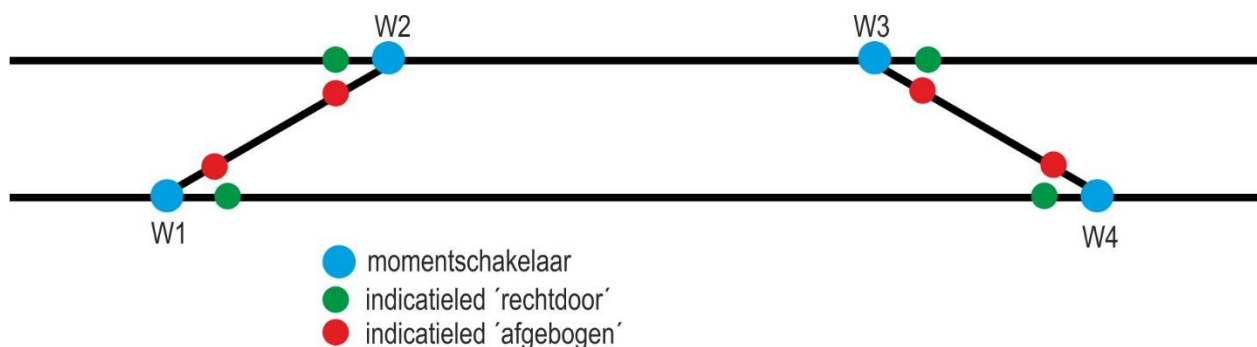 W2
W3
W1
W4
momentschakelaar
indicatieled ´rechtdoor´
indicatieled ´afgebogen´